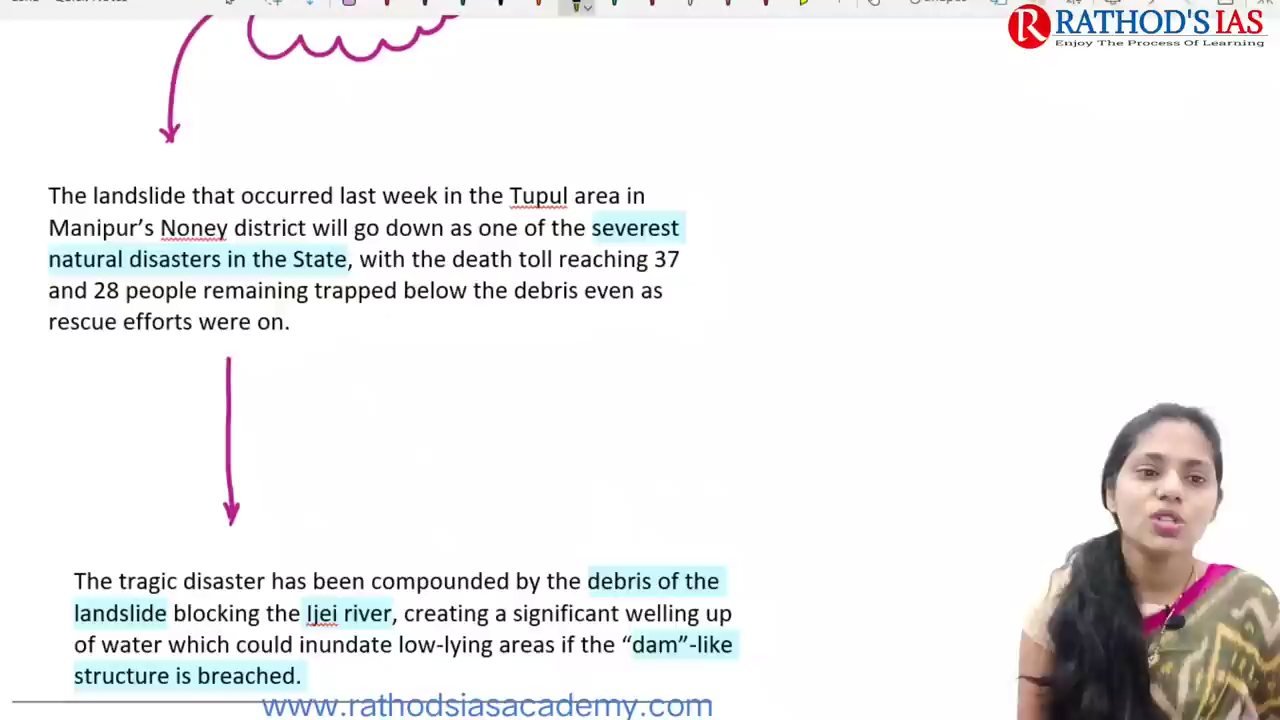 RATHOD'S IAS
Enjoy The Process Of Learning
The landslide that occurred last week in the Tupul area in
Manipur’s Noney district will go down as one of the severest
natural disasters in the State, with the death toll reaching 37
and 28 people remaining trapped below the debris even as
rescue efforts were on.
The tragic disaster has been compounded by the debris of the
landslide blocking the Ijei river, creating a significant welling up
of water which could inundate low-lying areas if the “dam”-like
structure is breached.
www.rathodsiasacademy.com